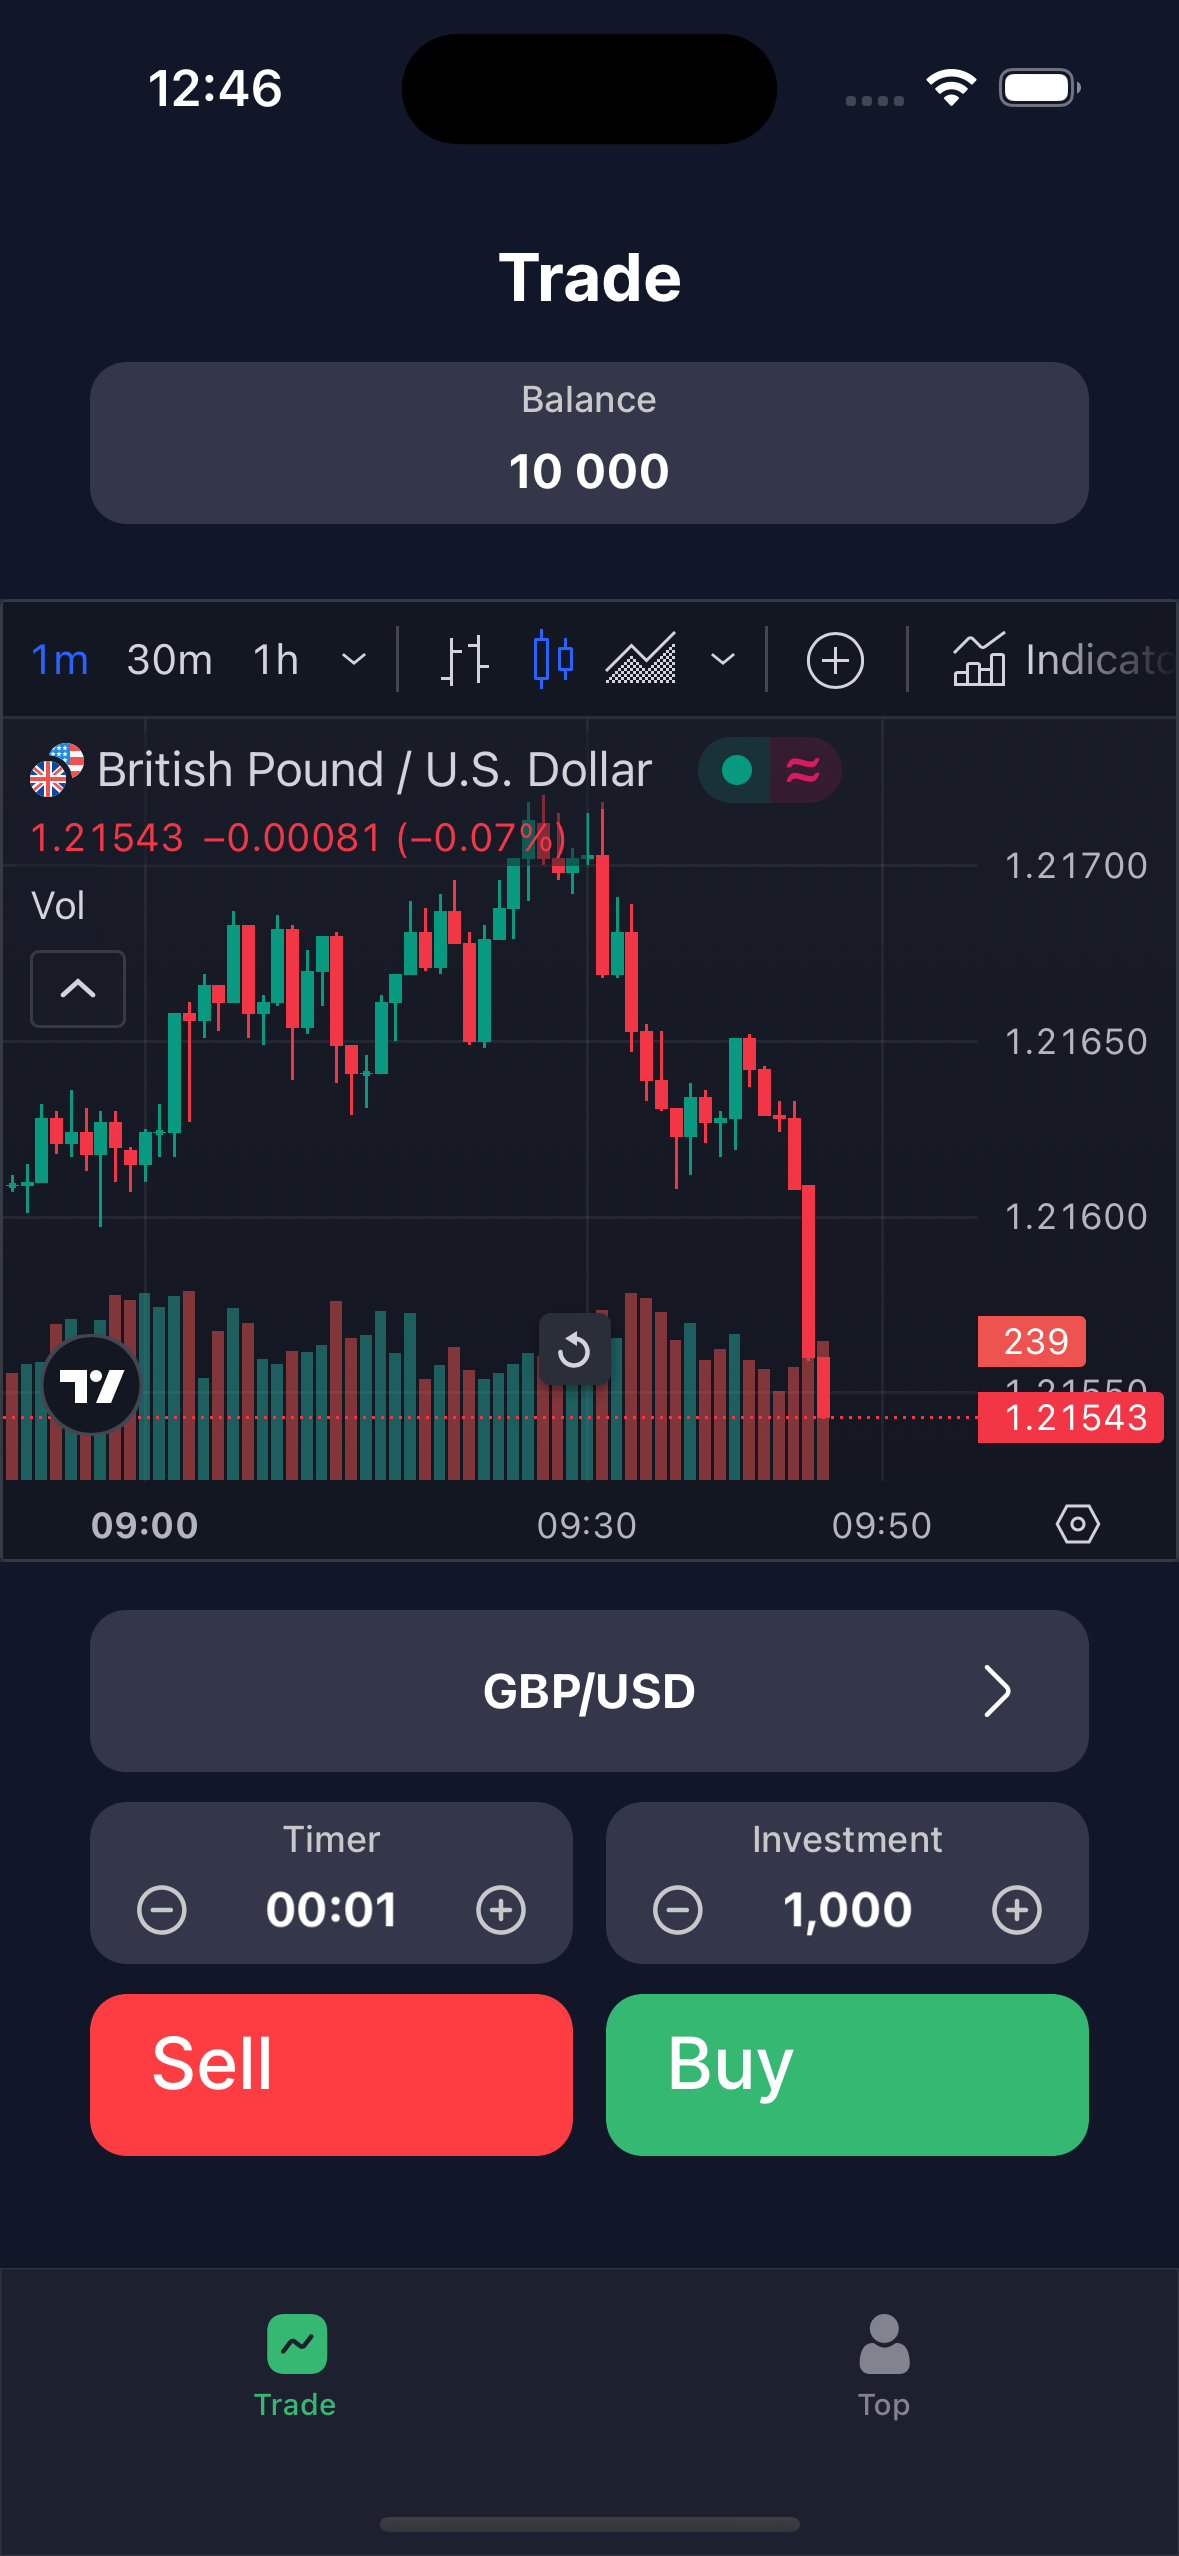 12:46
Trade
Balance
10 000
1m 30m 1h Indicato
British Pound / U.S. Dollar
1.21543 −0.00081 (−0.07%)
Vol
1.21700
1.21650
1.21600
239
1.21550
1.21543
09:00 09:30 09:50
GBP/USD
Timer
00:01
Investment
1,000
Sell
Buy
Trade
Top